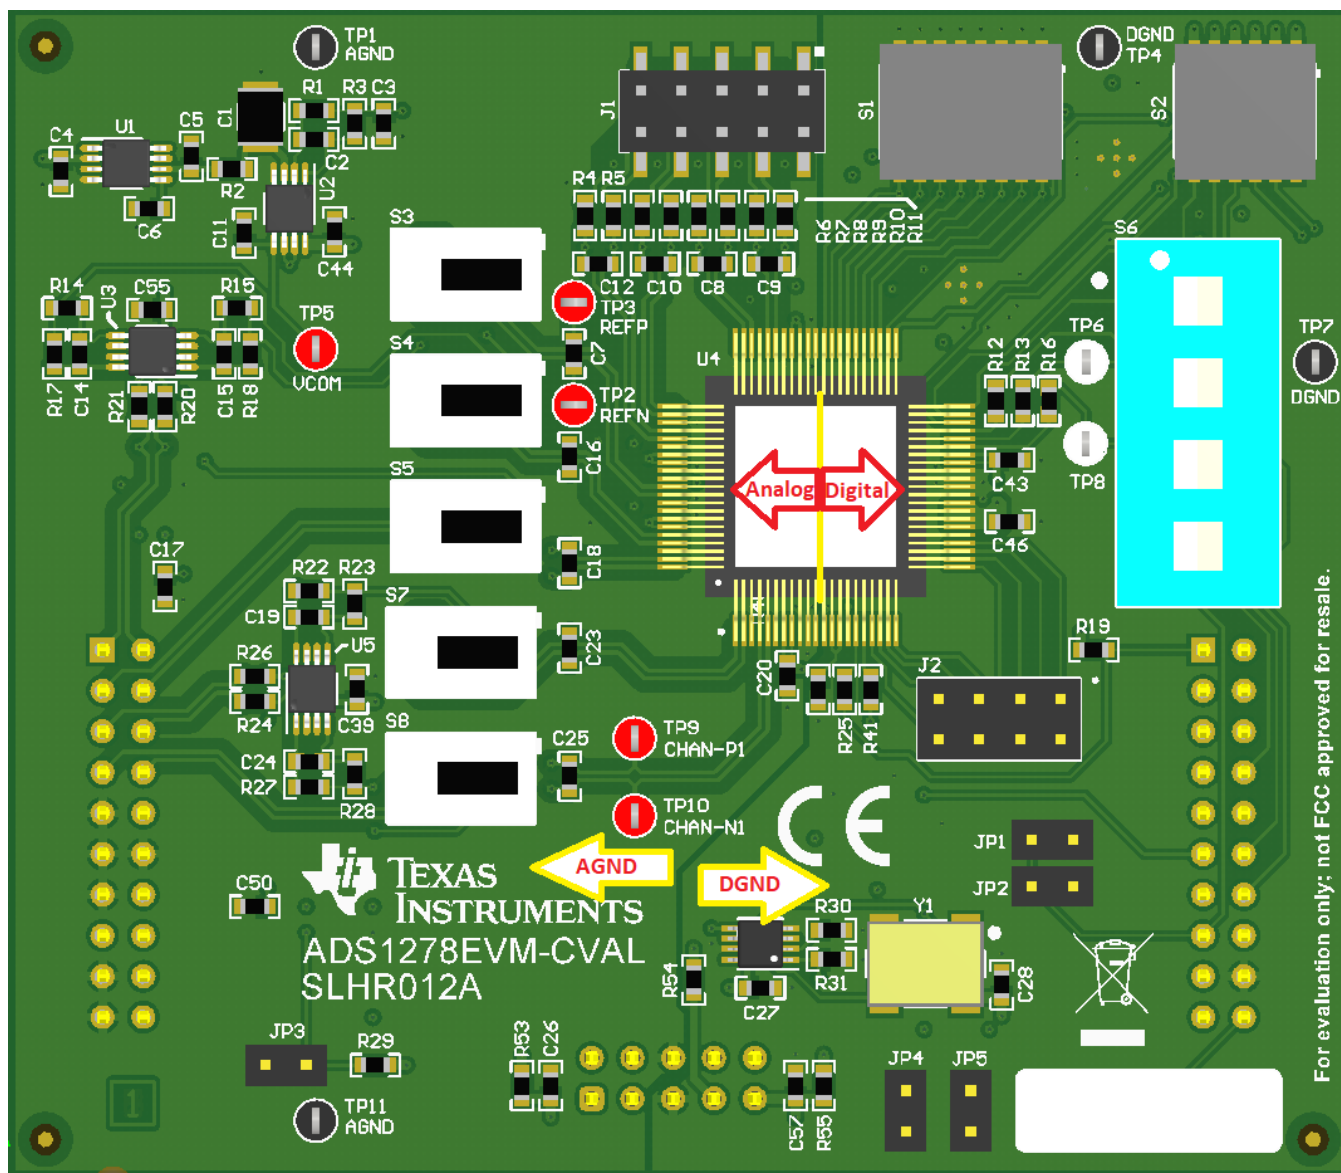 TP1
AGND
DGND
TP4
C1
R1
R3
C3
J1
S1
S2
C4
U1
C5
C2
R2
U2
R4
R5
C6
C11
C44
S3
R6
R7
R8
R9
R10
R11
S6
R14
U3
C55
R15
TP5
VCOM
C12
C10
C8
C9
TP3
REFP
S4
C7
U4
TP6
TP7
DGND
R12
R13
R16
R17
C14
R21
R20
C15
R18
TP2
REFN
C16
S5
Analog
Digital
C43
TP8
C46
C17
C18
R22
R23
C19
S7
U5
R26
R24
C39
C23
C20
R25
R41
J2
R19
S8
C24
R27
R28
C25
TP9
CHAN-P1
TP10
CHAN-N1
CE
JP1
JP2
AGND
DGND
TEXAS
INSTRUMENTS
ADS1278EVM-CVAL
SLHR012A
C50
R30
R31
Y1
R54
C27
C28
JP3
R29
R53
C26
C57
R55
JP4
JP5
TP11
AGND
1
For evaluation only; not FCC approved for resale.